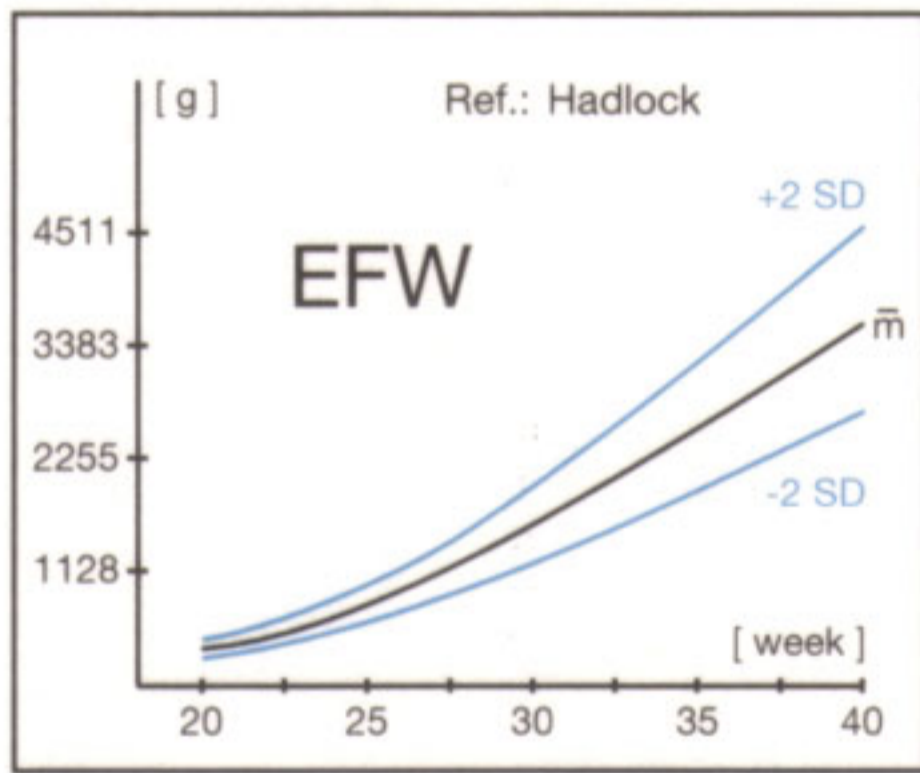 [ g ]
Ref.: Hadlock
+2 SD
4511
EFW
m̄
3383
2255
-2 SD
1128
[ week ]
20 25 30 35 40